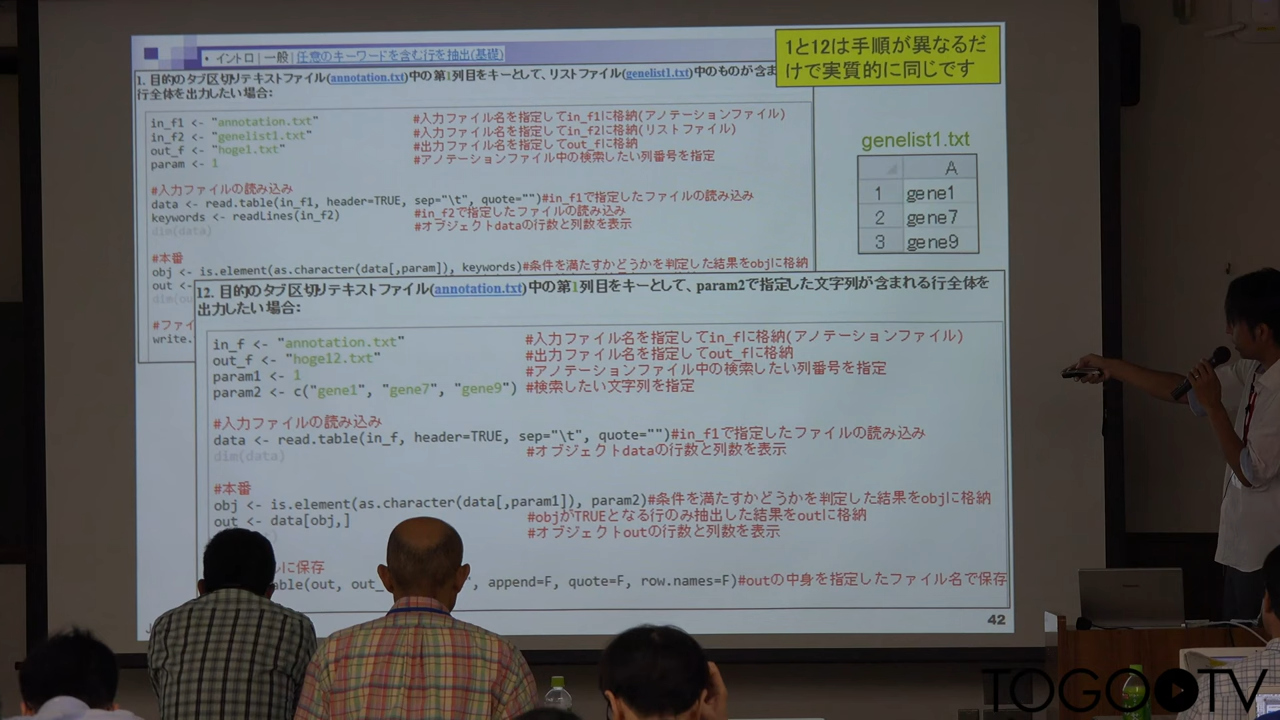 ・イントロ | 一般 | 任意のキーワードを含む行を抽出(基礎)
1と12は手順が異なるだ
けで実質的に同じです
1. 目的のタブ区切りテキストファイル(annotation.txt)中の第1列目をキーとして、リストファイル(genelist1.txt)中のものが含ま
行全体を出力したい場合:
in_f1 <- "annotation.txt" #入力ファイル名を指定してin_f1に格納(アノテーションファイル)
in_f2 <- "genelist1.txt" #入力ファイル名を指定してin_f2に格納(リストファイル)
out_f <- "hoge1.txt" #出力ファイル名を指定してout_fに格納
param <- 1 #アノテーションファイル中の検索したい列番号を指定
#入力ファイルの読み込み
data <- read.table(in_f1, header=TRUE, sep="\t", quote="")#in_f1で指定したファイルの読み込み
keywords <- readLines(in_f2) #in_f2で指定したファイルの読み込み
dim(data) #オブジェクトdataの行数と列数を表示
#本番
obj <- is.element(as.character(data[,param]), keywords)#条件を満たすかどうかを判定した結果をobjに格納
out <-
dim(ou
#ファイ
write.
genelist1.txt
A
1 gene1
2 gene7
3 gene9
12. 目的のタブ区切りテキストファイル(annotation.txt)中の第1列目をキーとして、param2で指定した文字列が含まれる行全体を
出力したい場合:
in_f <- "annotation.txt" #入力ファイル名を指定してin_fに格納(アノテーションファイル)
out_f <- "hoge12.txt" #出力ファイル名を指定してout_fに格納
param1 <- 1 #アノテーションファイル中の検索したい列番号を指定
param2 <- c("gene1", "gene7", "gene9") #検索したい文字列を指定
#入力ファイルの読み込み
data <- read.table(in_f, header=TRUE, sep="\t", quote="")#in_f1で指定したファイルの読み込み
dim(data) #オブジェクトdataの行数と列数を表示
#本番
obj <- is.element(as.character(data[,param1]), param2)#条件を満たすかどうかを判定した結果をobjに格納
out <- data[obj,] #objがTRUEとなる行のみ抽出した結果をoutに格納
#オブジェクトoutの行数と列数を表示
に保存
able(out, out_ , append=F, quote=F, row.names=F)#outの中身を指定したファイル名で保存
42
TOGOTV